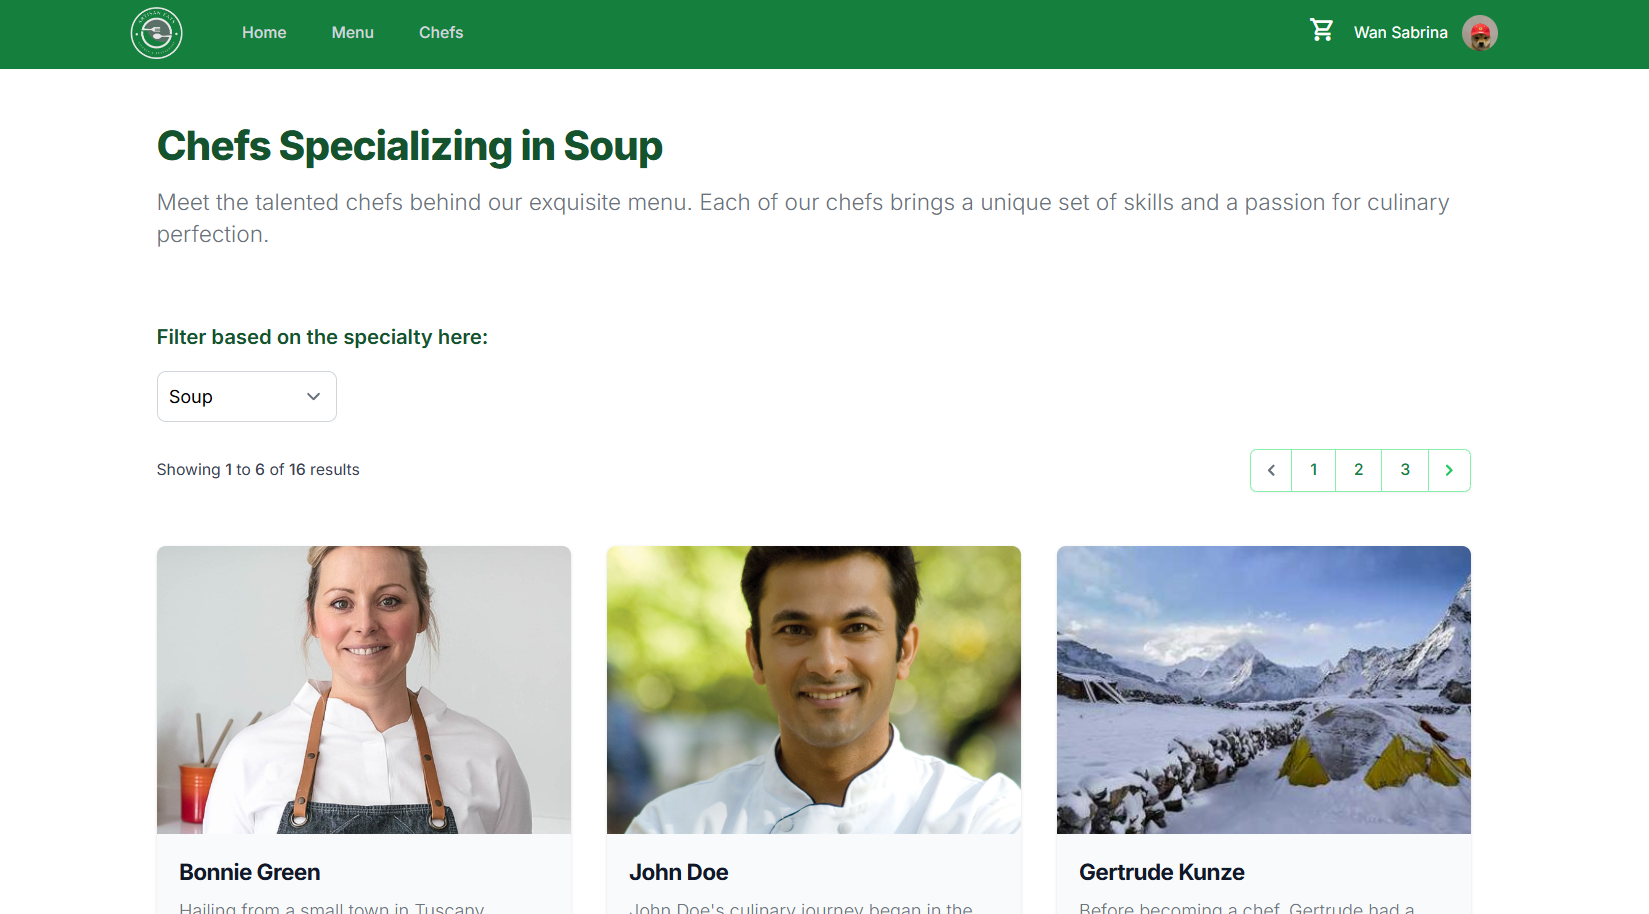 ARTISAN EATS
Home Menu Chefs Wan Sabrina
Chefs Specializing in Soup
Meet the talented chefs behind our exquisite menu. Each of our chefs brings a unique set of skills and a passion for culinary
perfection.
Filter based on the specialty here:
Soup
Showing 1 to 6 of 16 results
1 2 3
Bonnie Green
John Doe
Gertrude Kunze
Hailing from a small town in Tuscany,
John Doe's culinary journey began in the
Before becoming a chef, Gertrude had a